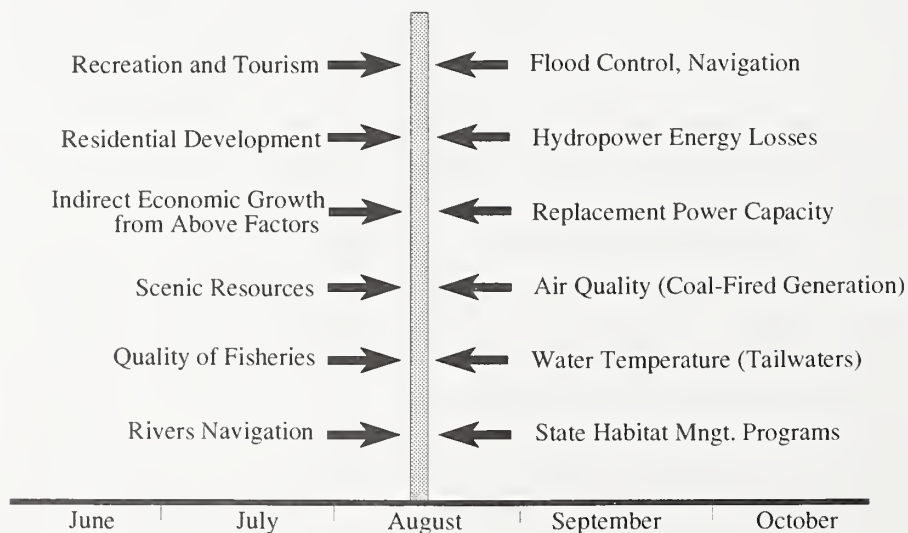 Recreation and Tourism
Flood Control, Navigation
Residential Development
Hydropower Energy Losses
Indirect Economic Growth
from Above Factors
Replacement Power Capacity
Scenic Resources
Air Quality (Coal-Fired Generation)
Quality of Fisheries
Water Temperature (Tailwaters)
Rivers Navigation
State Habitat Mngt. Programs
June July August September October